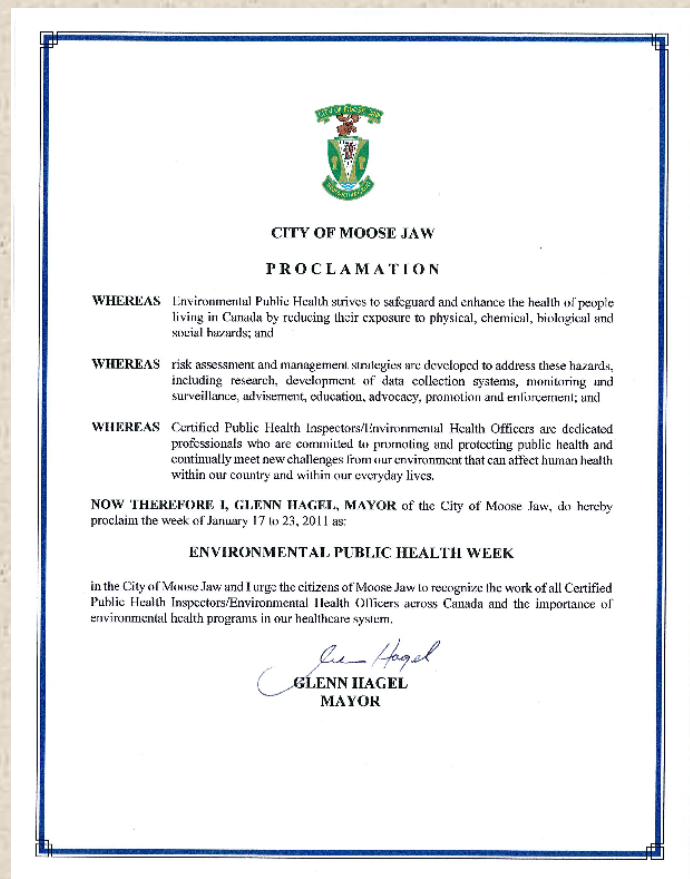 CITY OF MOOSE JAW
CITY OF MOOSE JAW
PROCLAMATION
WHEREAS Environmental Public Health strives to safeguard and enhance the health of people
living in Canada by reducing their exposure to physical, chemical, biological and
social hazards; and
WHEREAS risk assessment and management strategies are developed to address these hazards,
including research, development of data collection systems, monitoring and
surveillance, advisement, education, advocacy, promotion and enforcement; and
WHEREAS Certified Public Health Inspectors/Environmental Health Officers are dedicated
professionals who are committed to promoting and protecting public health and
continually meet new challenges from our environment that can affect human health
within our country and within our everyday lives.
NOW THEREFORE I, GLENN HAGEL, MAYOR of the City of Moose Jaw, do hereby
proclaim the week of January 17 to 23, 2011 as:
ENVIRONMENTAL PUBLIC HEALTH WEEK
in the City of Moose Jaw and I urge the citizens of Moose Jaw to recognize the work of all Certified
Public Health Inspectors/Environmental Health Officers across Canada and the importance of
environmental health programs in our healthcare system.
Hagel
GLENN HAGEL
MAYOR